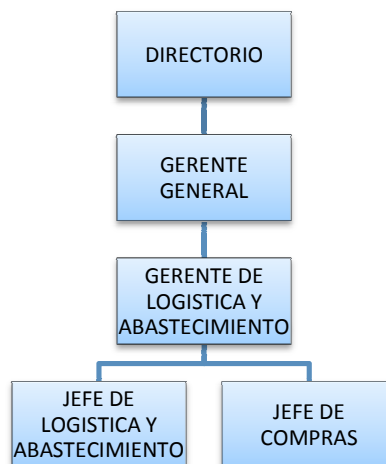 DIRECTORIO
GERENTE
GENERAL
GERENTE DE
LOGISTICA Y
ABASTECIMIENTO
JEFE DE
LOGISTICA Y
ABASTECIMIENTO
JEFE DE
COMPRAS